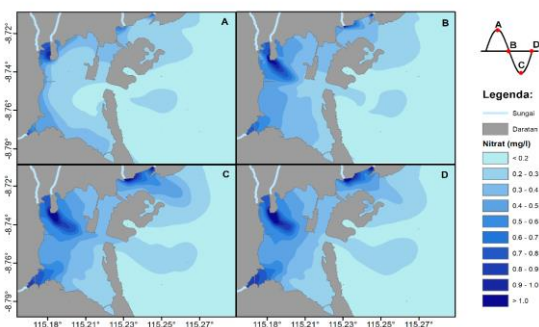 A
B
-8.72°
-8.74°
-8.76°
-8.79°
C
D
-8.72°
-8.74°
-8.76°
-8.79°
115.18° 115.21° 115.23° 115.25° 115.27°
115.18° 115.21° 115.23° 115.25° 115.27°
A
B
D
C
Legenda:
Sungai
Daratan
Nitrat (mg/l)
< 0.2
0.2 - 0.3
0.3 - 0.4
0.4 - 0.5
0.5 - 0.6
0.6 - 0.7
0.7 - 0.8
0.8 - 0.9
0.9 - 1.0
> 1.0